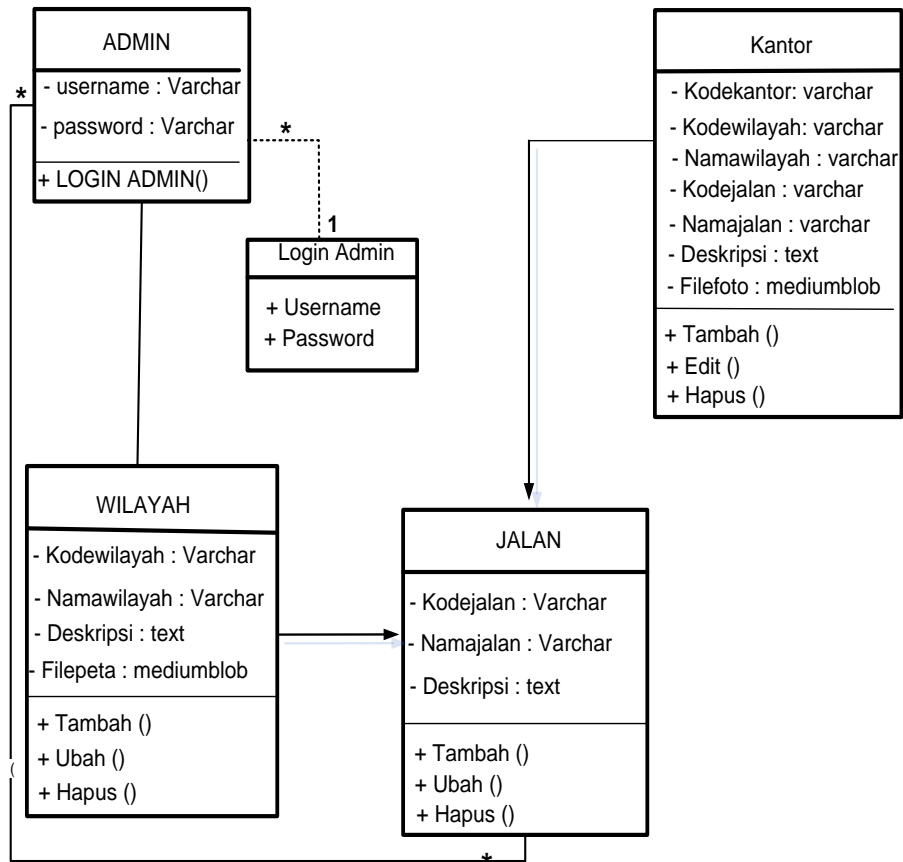 ADMIN
- username : Varchar
- password : Varchar
+ LOGIN ADMIN()
*
*
1
Login Admin
+ Username
+ Password
Kantor
- Kodekantor: varchar
- Kodewilayah: varchar
- Namawilayah : varchar
- Kodejalan : varchar
- Namajalan : varchar
- Deskripsi : text
- Filefoto : mediumblob
+ Tambah ()
+ Edit ()
+ Hapus ()
WILAYAH
- Kodewilayah : Varchar
- Namawilayah : Varchar
- Deskripsi : text
- Filepeta : mediumblob
+ Tambah ()
+ Ubah ()
+ Hapus ()
(
JALAN
- Kodejalan : Varchar
- Namajalan : Varchar
- Deskripsi : text
+ Tambah ()
+ Ubah ()
+ Hapus ()
*